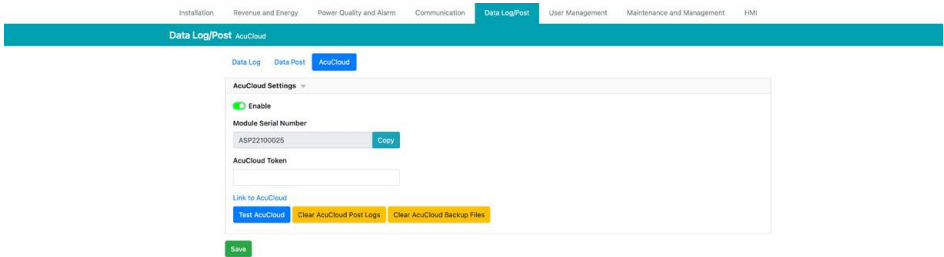 Installation Revenue and Energy Power Quality and Alarm Communication Data Log/Post User Management Maintenance and Management HMI
Data Log/Post AcuCloud
Data Log Data Post AcuCloud
AcuCloud Settings
Enable
Module Serial Number
ASP22100025 Copy
AcuCloud Token
Link to AcuCloud
Test AcuCloud Clear AcuCloud Post Logs Clear AcuCloud Backup Files
Save